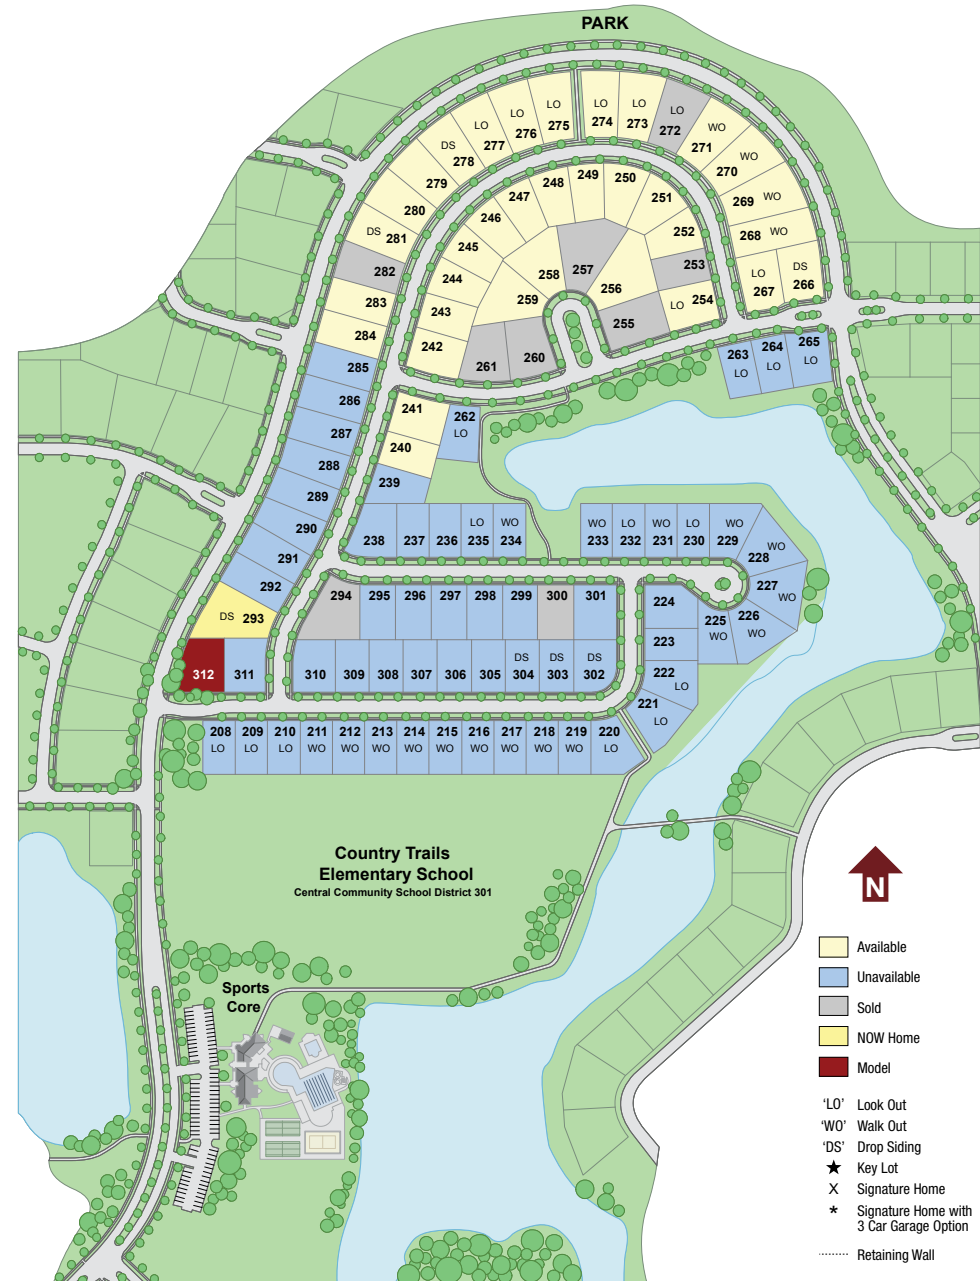 PARK
LO
274
LO
273
LO
272
WO
271
WO
270
269 WO
268 WO
LO
267
DS
266
LO
275
LO
276
LO
277
DS
278
279
280
DS 281
282
283
284
285
286
287
288
289
290
291
292
DS 293
312
311
242
243
244
245
246
247
248
249
250
251
252
253
LO 254
255
256
257
258
259
260
261
263
LO
264
LO
265
LO
241
240
239
262
LO
238
237
236
LO
235
WO
234
WO
233
LO
232
WO
231
LO
230
WO
229
WO
228
227
WO
226
WO
225
WO
224
223
222
LO
221
LO
294
295
296
297
298
299
300
301
310
309
308
307
306
305
DS
304
DS
303
DS
302
208
LO
209
LO
210
LO
211
WO
212
WO
213
WO
214
WO
215
WO
216
WO
217
WO
218
WO
219
WO
220
LO
Country Trails
Elementary School
Central Community School District 301
Sports
Core
N
Available
Unavailable
Sold
NOW Home
Model
'LO' Look Out
'WO' Walk Out
'DS' Drop Siding
★ Key Lot
X Signature Home
* Signature Home with
3 Car Garage Option
Retaining Wall